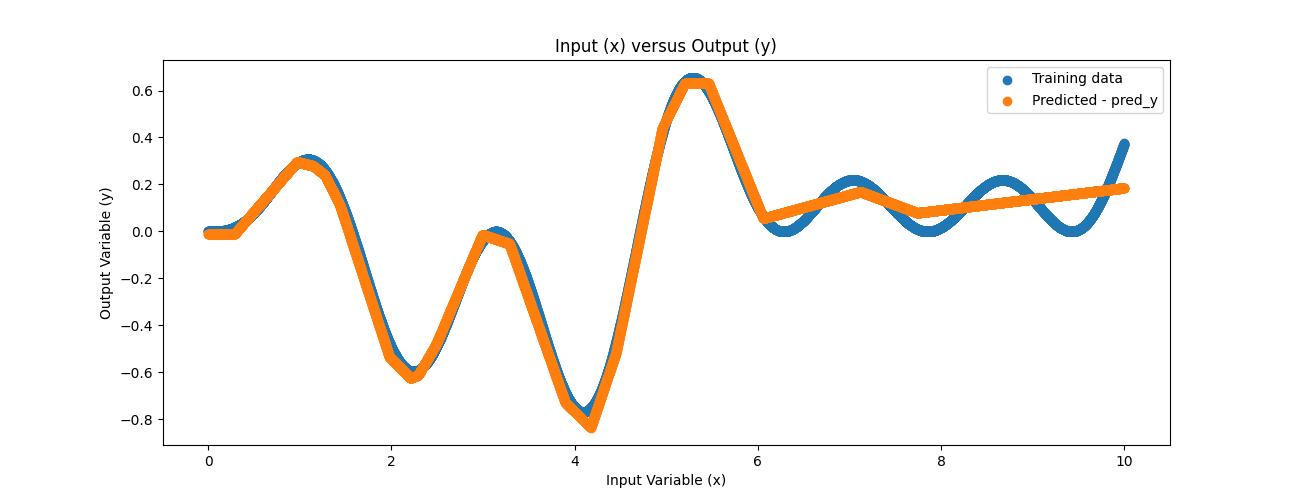 Input (x) versus Output (y)
Training data
Predicted - pred_y
Output Variable (y)
0.6
0.4
0.2
0.0
−0.2
−0.4
−0.6
−0.8
0 2 4 6 8 10
Input Variable (x)